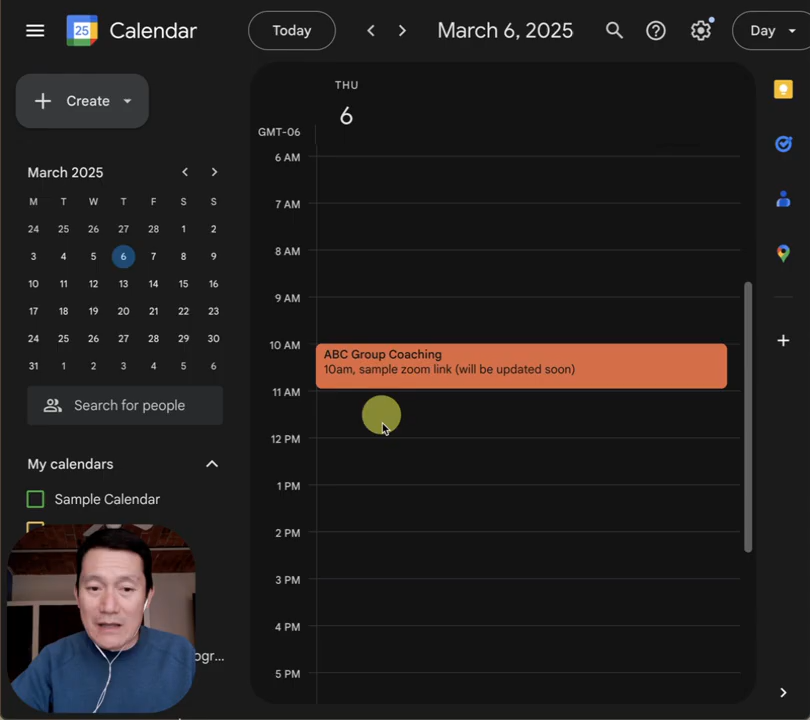 25 Calendar Today March 6, 2025 Day
Create
THU
6
GMT-06
March 2025
M T W T F S S
24 25 26 27 28 1 2
3 4 5 6 7 8 9
10 11 12 13 14 15 16
17 18 19 20 21 22 23
24 25 26 27 28 29 30
31 1 2 3 4 5 6
Search for people
My calendars
Sample Calendar
ogr...
6 AM
7 AM
8 AM
9 AM
10 AM
ABC Group Coaching
10am, sample zoom link (will be updated soon)
11 AM
12 PM
1 PM
2 PM
3 PM
4 PM
5 PM